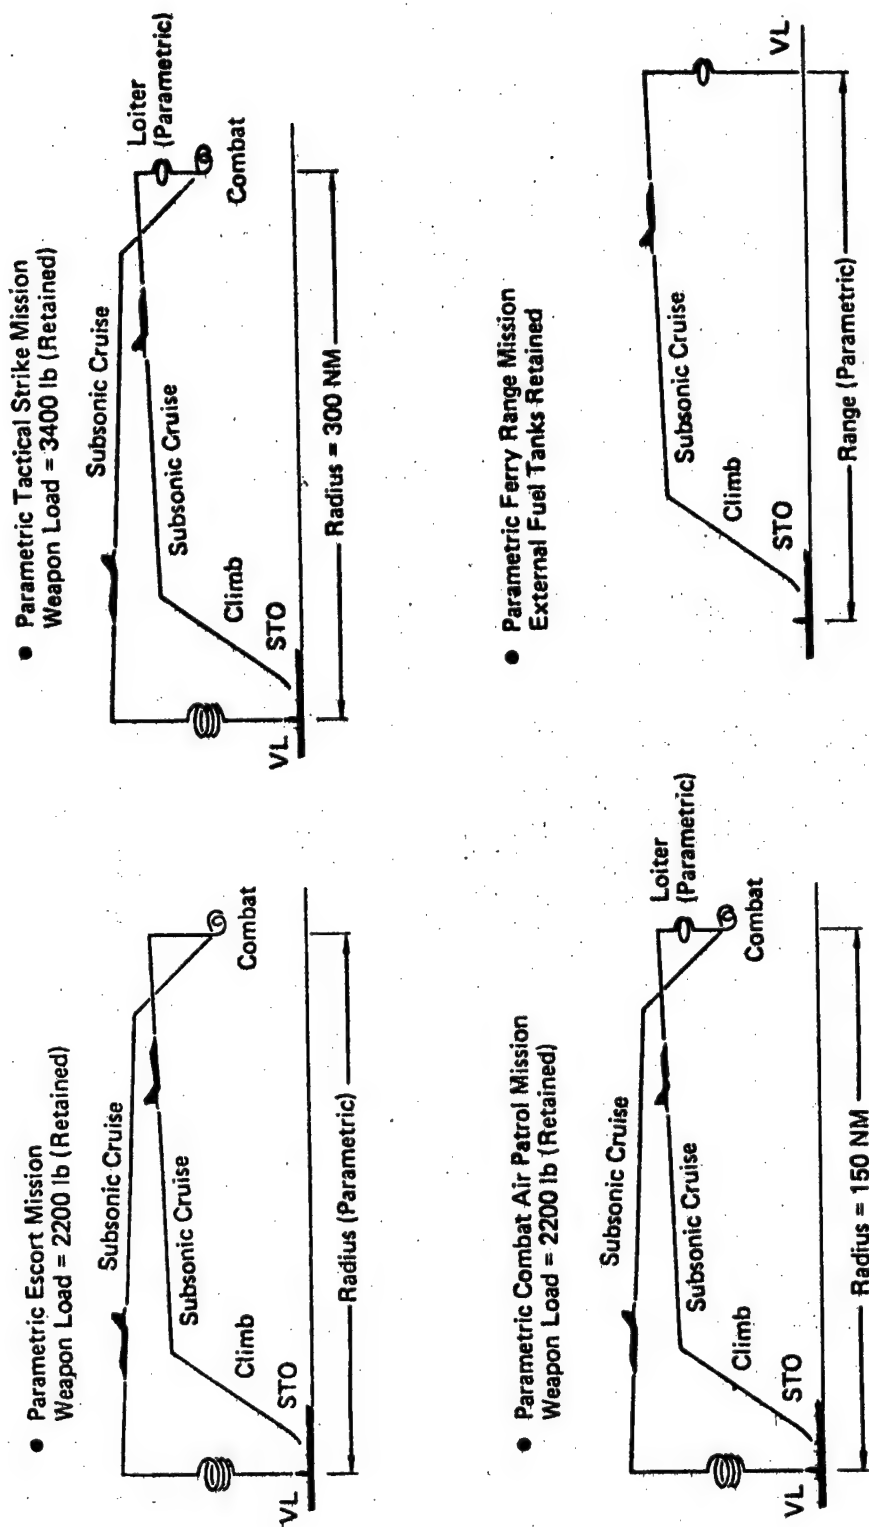 ● Parametric Escort Mission
Weapon Load = 2200 lb (Retained)
Subsonic Cruise
Subsonic Cruise
Climb
Combat
STO
VL
Radius (Parametric)
● Parametric Tactical Strike Mission
Weapon Load = 3400 lb (Retained)
Subsonic Cruise
Loiter
(Parametric)
Subsonic Cruise
Combat
Climb
STO
VL
Radius = 300 NM
● Parametric Combat Air Patrol Mission
Weapon Load = 2200 lb (Retained)
Subsonic Cruise
Loiter
(Parametric)
Subsonic Cruise
Combat
Climb
STO
VL
Radius = 150 NM
● Parametric Ferry Range Mission
External Fuel Tanks Retained
Subsonic Cruise
Climb
STO
VL
Range (Parametric)